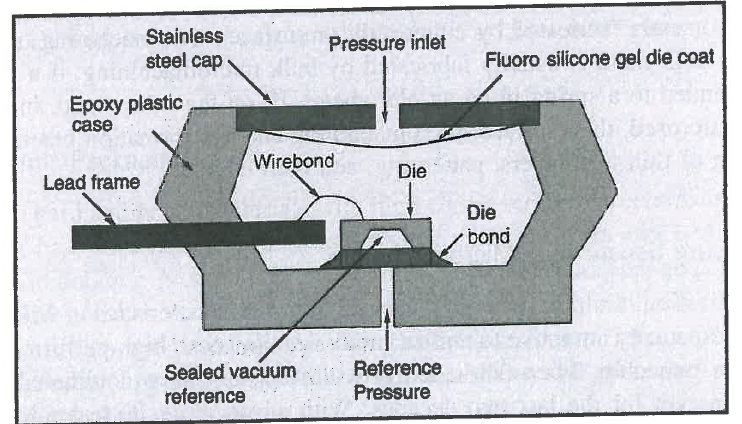 Stainless
steel cap
Pressure inlet
Fluoro silicone gel die coat
Epoxy plastic
case
Wirebond
Die
Lead frame
Die
bond
Sealed vacuum
reference
Reference
Pressure